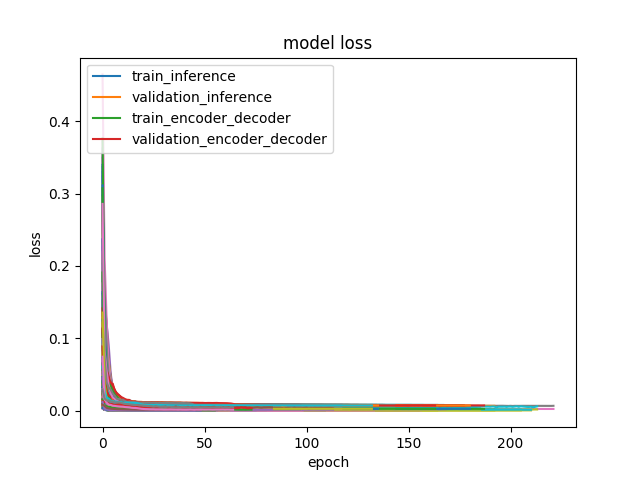 model loss
train_inference
validation_inference
train_encoder_decoder
validation_encoder_decoder
0.4
0.3
0.2
0.1
0.0
loss
0 50 100 150 200
epoch